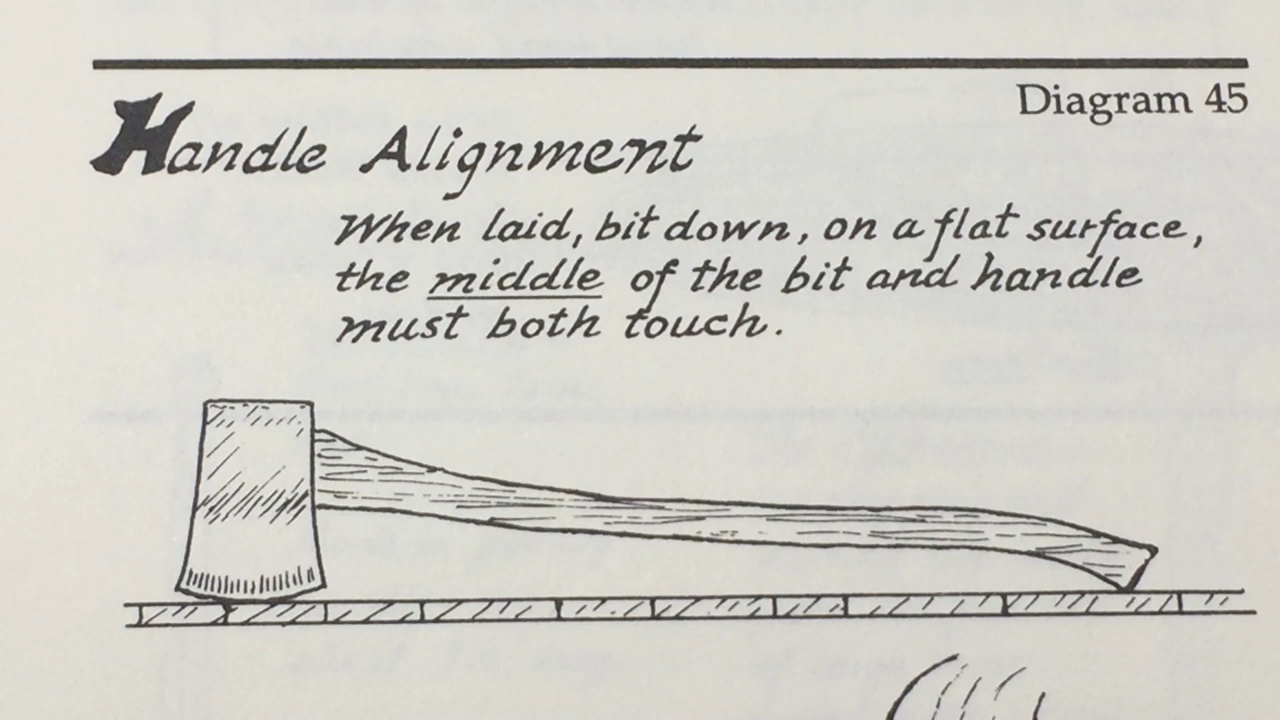 Diagram 45
Handle Alignment
When laid, bit down, on a flat surface,
the middle of the bit and handle
must both touch.